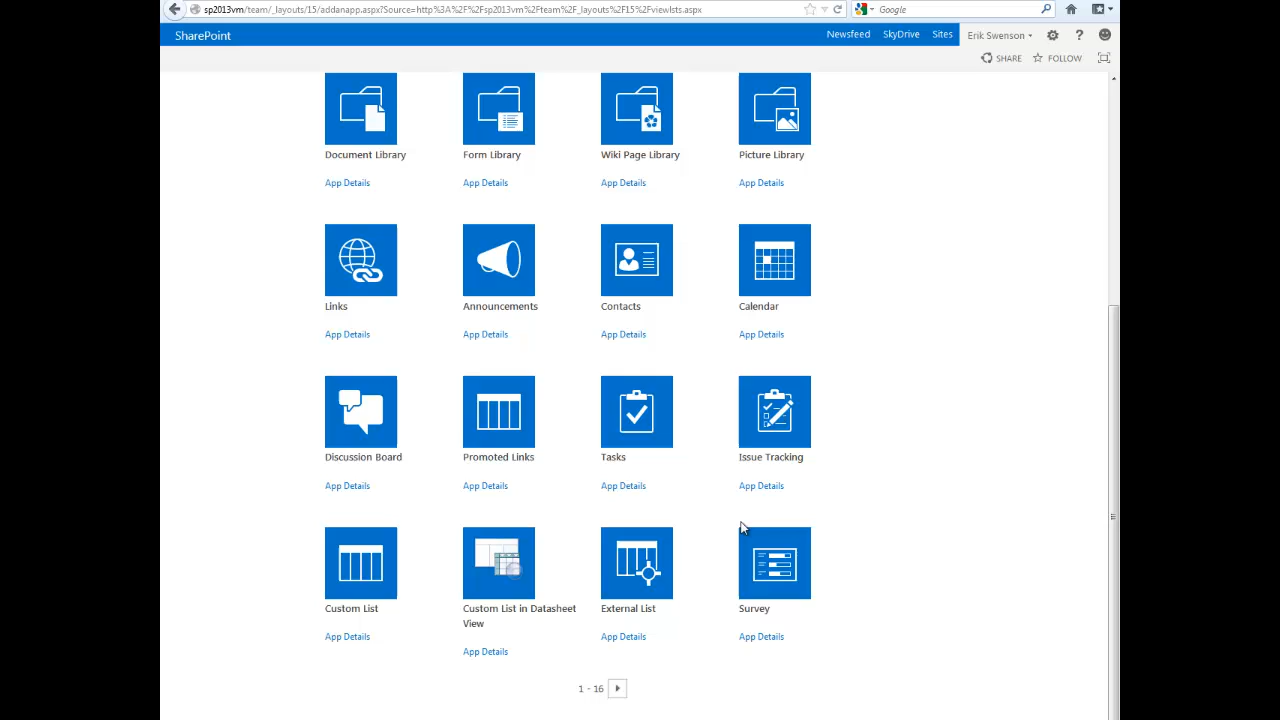 sp2013vm/team/_layouts/15/addanapp.aspx?Source=http%3A%2F%2Fsp2013vm%2Fteam%2F_layouts%2F15%2Fviewlsts.aspx
Google
SharePoint
Newsfeed SkyDrive Sites Erik Swenson ?
SHARE FOLLOW
Document Library Form Library Wiki Page Library Picture Library
App Details App Details App Details App Details
Links Announcements Contacts Calendar
App Details App Details App Details App Details
Discussion Board Promoted Links Tasks Issue Tracking
App Details App Details App Details App Details
Custom List Custom List in Datasheet External List Survey
View
App Details App Details App Details
App Details
1 - 16